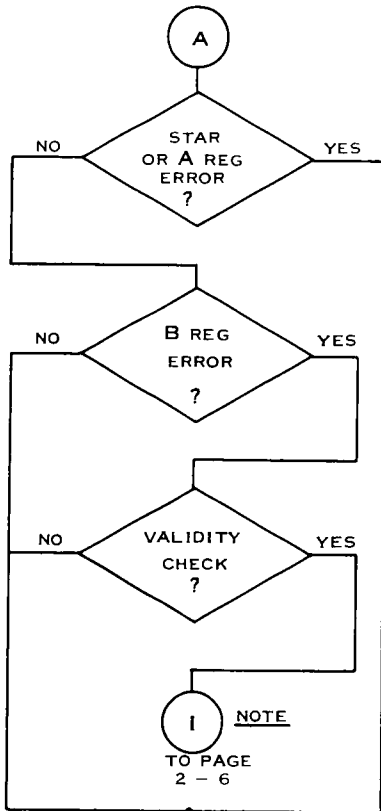 A
STAR
OR A REG
ERROR
?
NO
YES
B REG
ERROR
?
NO
YES
VALIDITY
CHECK
?
NO
YES
1
NOTE
TO PAGE
2 - 6